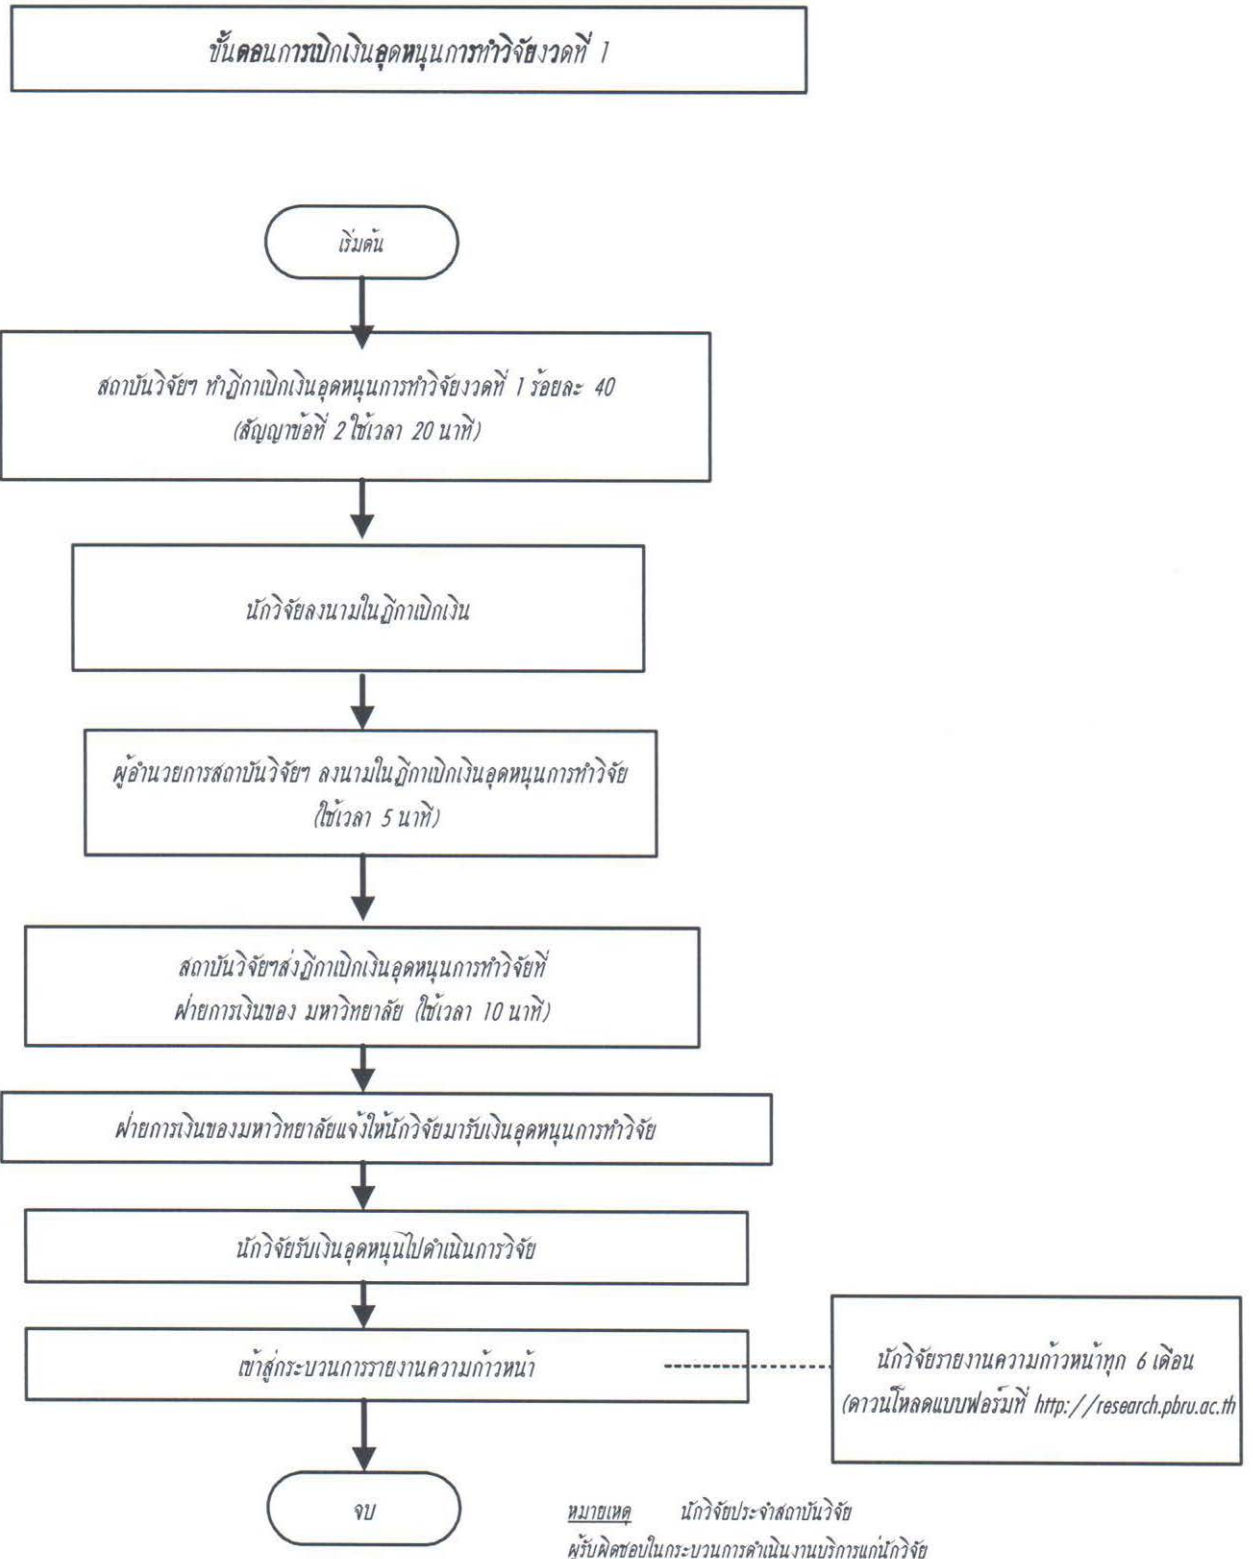 ขั้นตอนการเบิกเงินอุดหนุนการทำวิจัยงวดที่ 1
เริ่มต้น
สถาบันวิจัยฯ ทำฎีกาเบิกเงินอุดหนุนการทำวิจัยงวดที่ 1 ร้อยละ 40
(สัญญาข้อที่ 2 ใช้เวลา 20 นาที)
นักวิจัยลงนามในฎีกาเบิกเงิน
ผู้อำนวยการสถาบันวิจัยฯ ลงนามในฎีกาเบิกเงินอุดหนุนการทำวิจัย
(ใช้เวลา 5 นาที)
สถาบันวิจัยฯส่งฎีกาเบิกเงินอุดหนุนการทำวิจัยที่
ฝ่ายการเงินของ มหาวิทยาลัย (ใช้เวลา 10 นาที)
ฝ่ายการเงินของมหาวิทยาลัยแจ้งให้นักวิจัยมารับเงินอุดหนุนการทำวิจัย
นักวิจัยรับเงินอุดหนุนไปดำเนินการวิจัย
เข้าสู่กระบวนการรายงานความก้าวหน้า
นักวิจัยรายงานความก้าวหน้าทุก 6 เดือน
(ดาวน์โหลดแบบฟอร์มที่ http://research.pbru.ac.th
จบ
หมายเหตุ นักวิจัยประจำสถาบันวิจัย
ผู้รับผิดชอบในกระบวนการดำเนินงานบริการแก่นักวิจัย